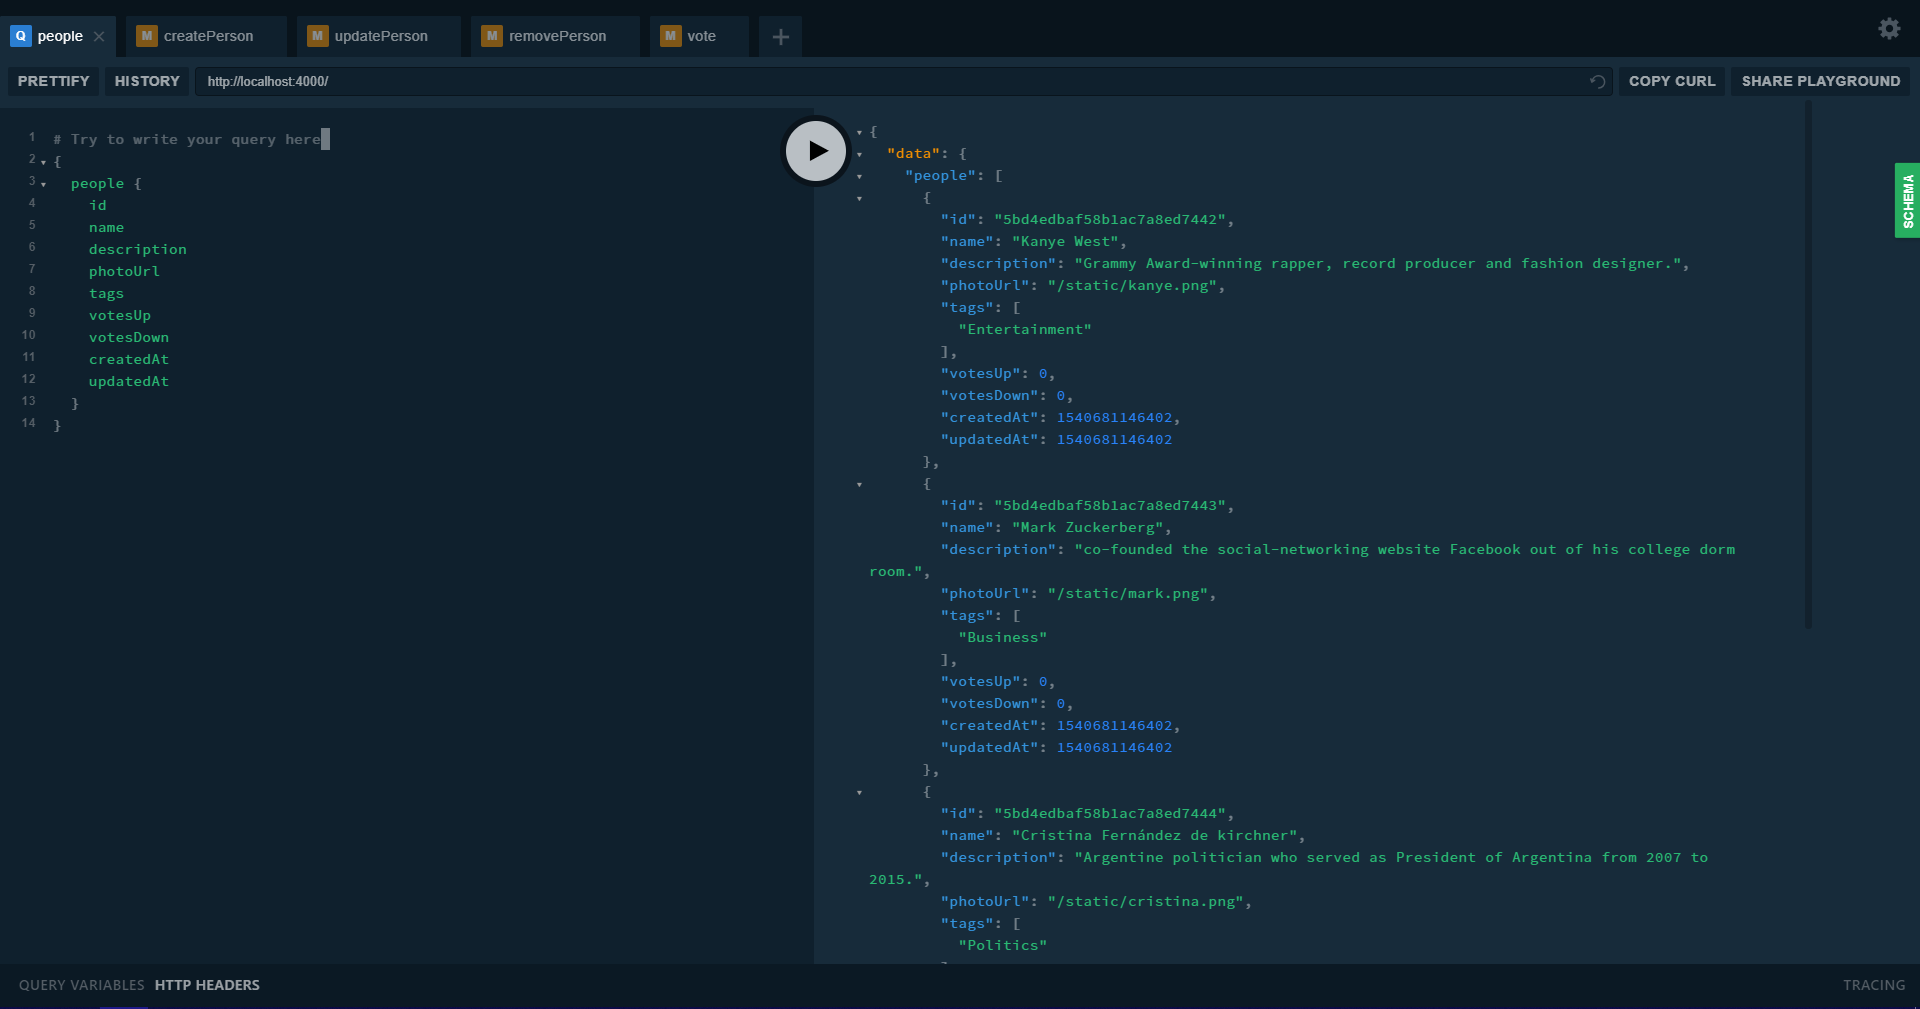 Q people × M createPerson M updatePerson M removePerson M vote +
PRETTIFY HISTORY http://localhost:4000/ COPY CURL SHARE PLAYGROUND
1 # Try to write your query here
2 {
3 people {
4 id
5 name
6 description
7 photoUrl
8 tags
9 votesUp
10 votesDown
11 createdAt
12 updatedAt
13 }
14 }
{
"data": {
"people": [
{
"id": "5bd4edbaf58b1ac7a8ed7442",
"name": "Kanye West",
"description": "Grammy Award-winning rapper, record producer and fashion designer.",
"photoUrl": "/static/kanye.png",
"tags": [
"Entertainment"
],
"votesUp": 0,
"votesDown": 0,
"createdAt": 1540681146402,
"updatedAt": 1540681146402
},
{
"id": "5bd4edbaf58b1ac7a8ed7443",
"name": "Mark Zuckerberg",
"description": "co-founded the social-networking website Facebook out of his college dorm
room.",
"photoUrl": "/static/mark.png",
"tags": [
"Business"
],
"votesUp": 0,
"votesDown": 0,
"createdAt": 1540681146402,
"updatedAt": 1540681146402
},
{
"id": "5bd4edbaf58b1ac7a8ed7444",
"name": "Cristina Fernández de kirchner",
"description": "Argentine politician who served as President of Argentina from 2007 to
2015.",
"photoUrl": "/static/cristina.png",
"tags": [
"Politics"
SCHEMA
QUERY VARIABLES HTTP HEADERS TRACING